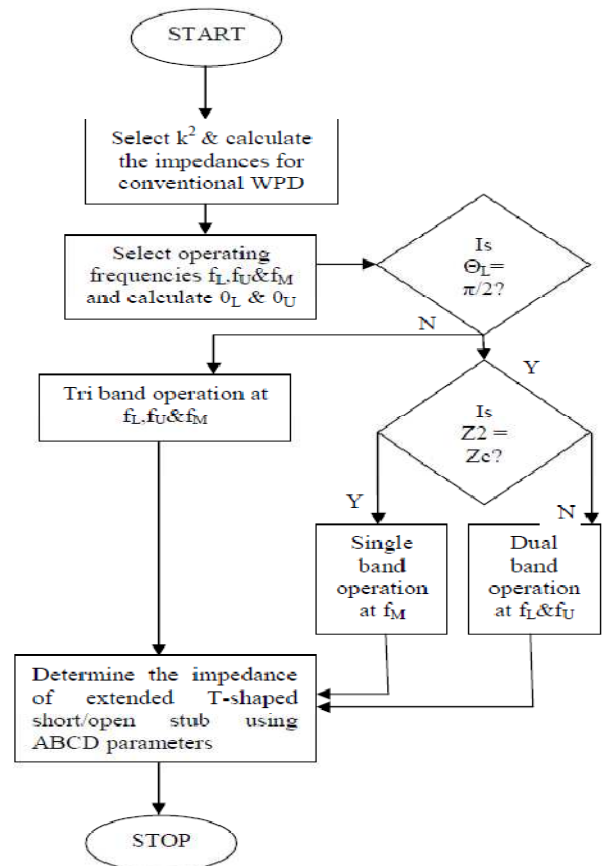 START
Select k² & calculate
the impedances for
conventional WPD
Select operating
frequencies fL,fU&fM
and calculate θL & θU
Is
ΘL=
π/2?
N
Y
Tri band operation at
fL,fU&fM
Is
Z2 =
Zc?
Y
N
Single
band
operation
at fM
Dual
band
operation
at fL&fU
Determine the impedance
of extended T-shaped
short/open stub using
ABCD parameters
STOP